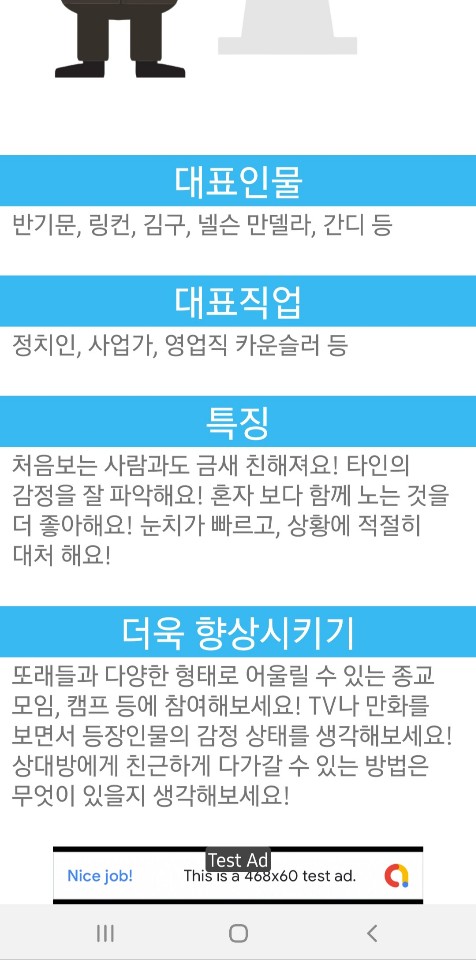 대표인물
반기문, 링컨, 김구, 넬슨 만델라, 간디 등
대표직업
정치인, 사업가, 영업직 카운슬러 등
특징
처음보는 사람과도 금새 친해져요! 타인의
감정을 잘 파악해요! 혼자 보다 함께 노는 것을
더 좋아해요! 눈치가 빠르고, 상황에 적절히
대처 해요!
더욱 향상시키기
또래들과 다양한 형태로 어울릴 수 있는 종교
모임, 캠프 등에 참여해보세요! TV나 만화를
보면서 등장인물의 감정 상태를 생각해보세요!
상대방에게 친근하게 다가갈 수 있는 방법은
무엇이 있을지 생각해보세요!
Test Ad
Nice job! This is a 468x60 test ad.